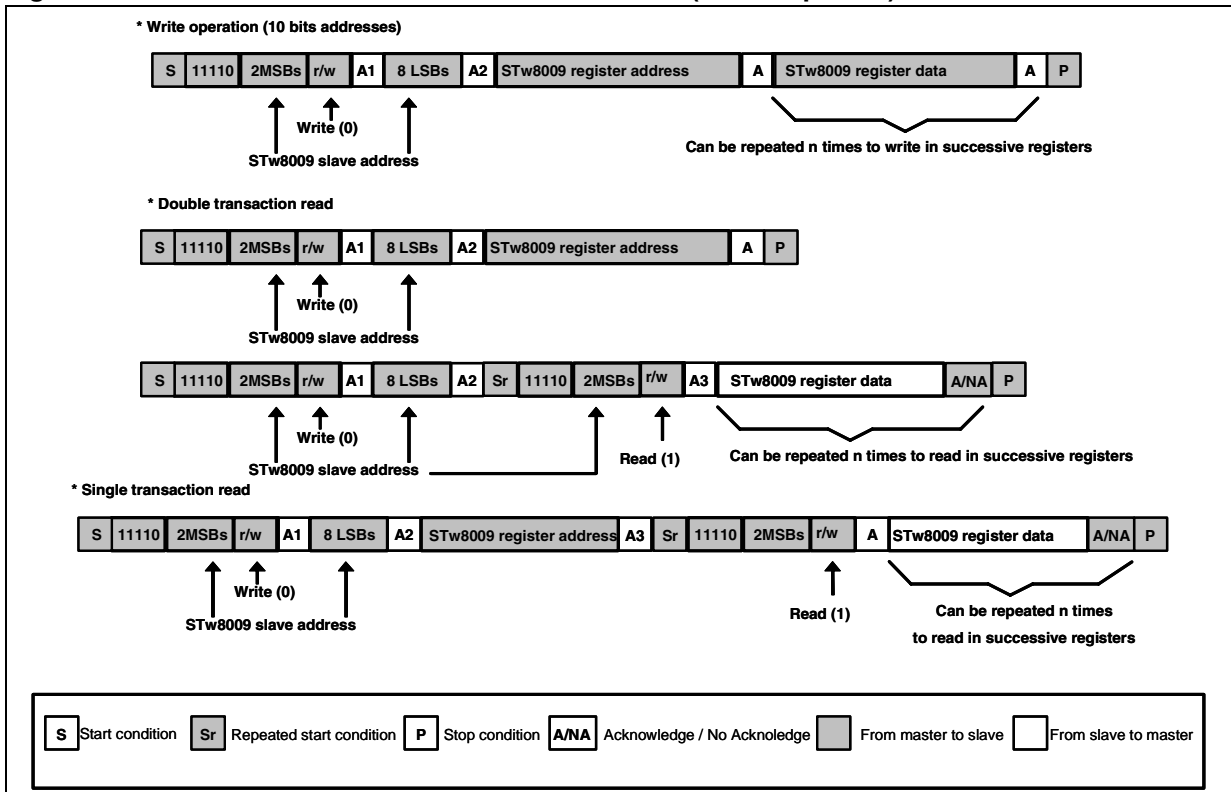 * Write operation (10 bits addresses)
S 11110 2MSBs r/w A1 8 LSBs A2 STw8009 register address A STw8009 register data A P
Write (0)
STw8009 slave address
Can be repeated n times to write in successive registers
* Double transaction read
S 11110 2MSBs r/w A1 8 LSBs A2 STw8009 register address A P
Write (0)
STw8009 slave address
S 11110 2MSBs r/w A1 8 LSBs A2 Sr 11110 2MSBs r/w A3 STw8009 register data A/NA P
Write (0)
STw8009 slave address
Read (1)
Can be repeated n times to read in successive registers
* Single transaction read
S 11110 2MSBs r/w A1 8 LSBs A2 STw8009 register address A3 Sr 11110 2MSBs r/w A STw8009 register data A/NA P
Write (0)
STw8009 slave address
Read (1)
Can be repeated n times
to read in successive registers
S Start condition Sr Repeated start condition P Stop condition A/NA Acknowledge / No Acknoledge From master to slave From slave to master